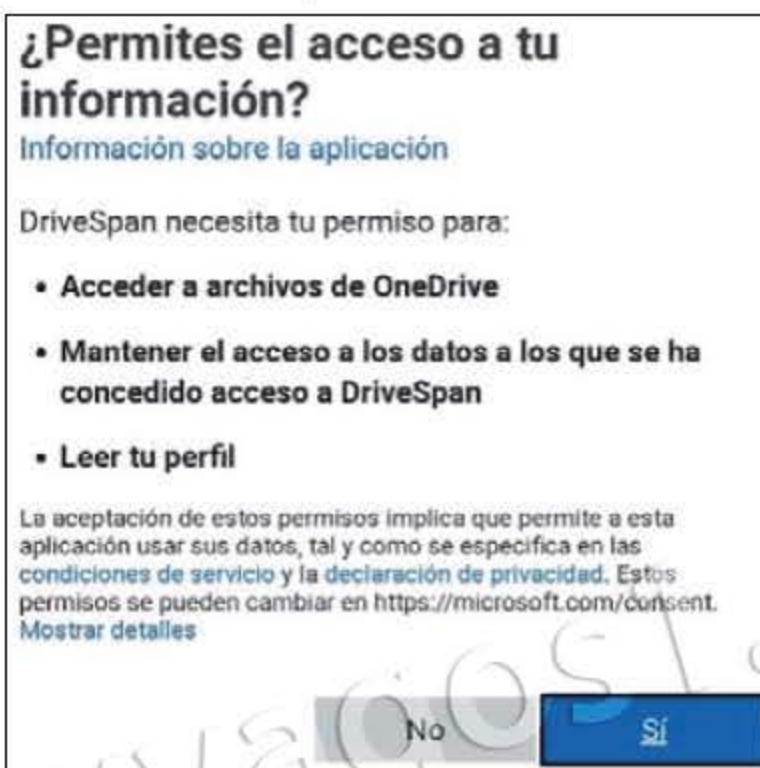 ¿Permites el acceso a tu
información?
Información sobre la aplicación
DriveSpan necesita tu permiso para:
• Acceder a archivos de OneDrive
• Mantener el acceso a los datos a los que se ha
concedido acceso a DriveSpan
• Leer tu perfil
La aceptación de estos permisos implica que permite a esta
aplicación usar sus datos, tal y como se especifica en las
condiciones de servicio y la declaración de privacidad. Estos
permisos se pueden cambiar en https://microsoft.com/consent.
Mostrar detalles
No
Sí